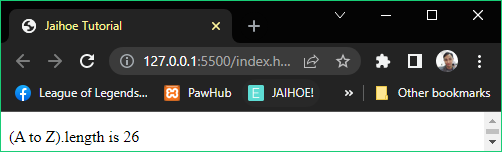 Jaihoe Tutorial
127.0.0.1:5500/index.h...
League of Legends... PawHub JAIHOE! Other bookmarks
(A to Z).length is 26